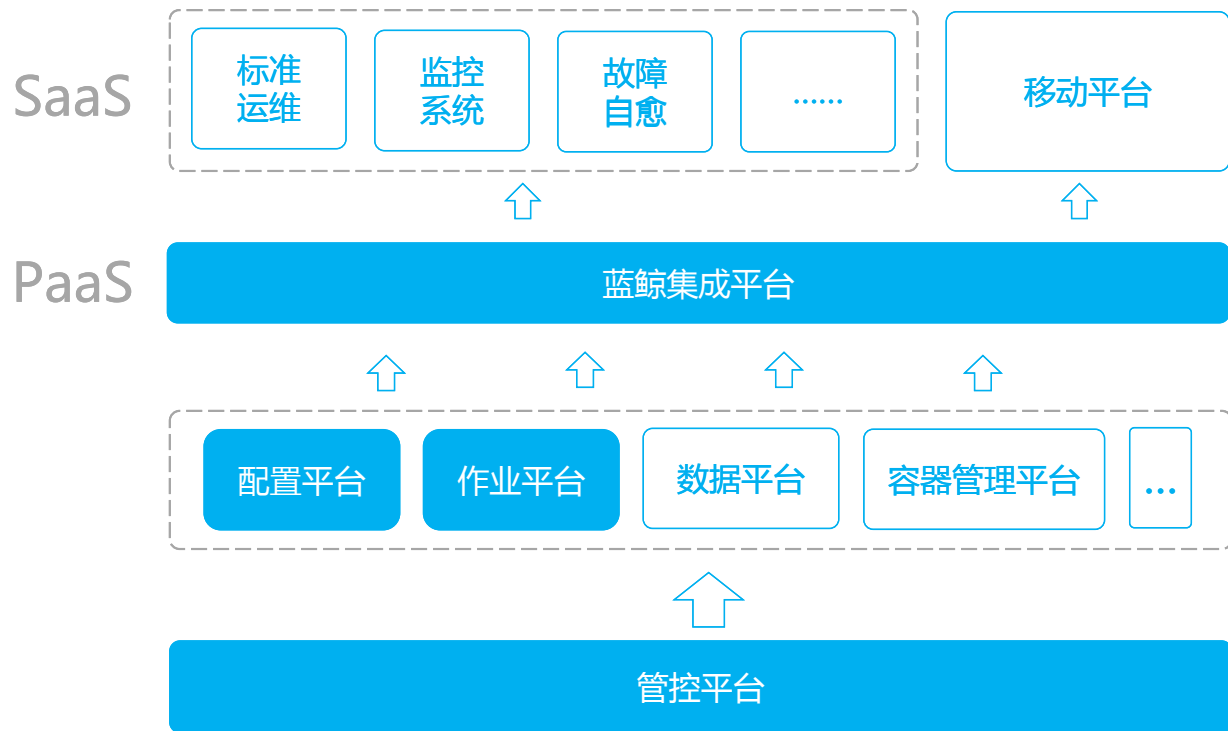 SaaS
标准
运维
监控
系统
故障
自愈
......
移动平台
PaaS
蓝鲸集成平台
配置平台
作业平台
数据平台
容器管理平台
...
管控平台